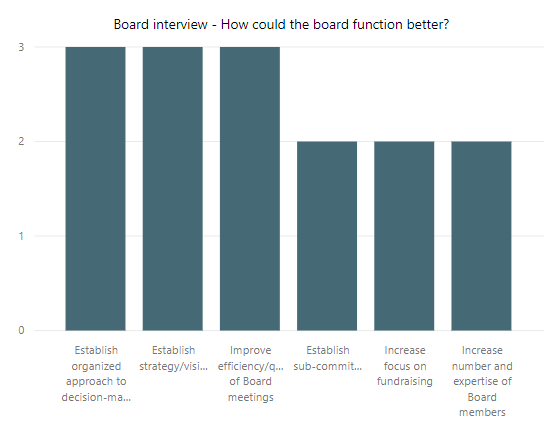 Board interview - How could the board function better?
3
2
1
0
Establish
organized
approach to
decision-ma...
Establish
strategy/visi...
Improve
efficiency/q...
of Board
meetings
Establish
sub-commit...
Increase
focus on
fundraising
Increase
number and
expertise of
Board
members